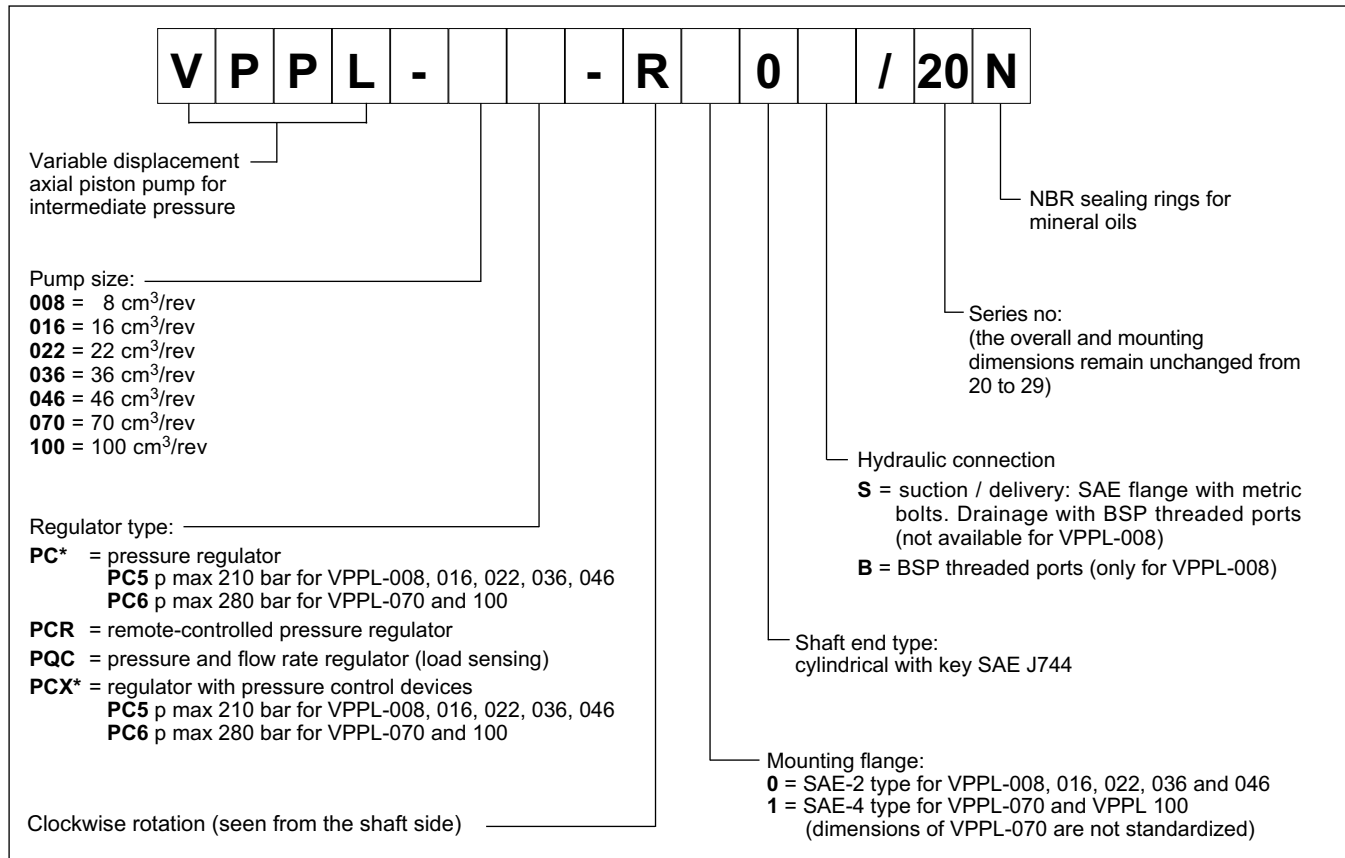 V P P L - - R 0 / 20 N
Variable displacement
axial piston pump for
intermediate pressure
NBR sealing rings for
mineral oils
Pump size:
008 = 8 cm³/rev
016 = 16 cm³/rev
022 = 22 cm³/rev
036 = 36 cm³/rev
046 = 46 cm³/rev
070 = 70 cm³/rev
100 = 100 cm³/rev
Series no:
(the overall and mounting
dimensions remain unchanged from
20 to 29)
Hydraulic connection
S = suction / delivery: SAE flange with metric
bolts. Drainage with BSP threaded ports
(not available for VPPL-008)
B = BSP threaded ports (only for VPPL-008)
Regulator type:
PC* = pressure regulator
PC5 p max 210 bar for VPPL-008, 016, 022, 036, 046
PC6 p max 280 bar for VPPL-070 and 100
PCR = remote-controlled pressure regulator
PQC = pressure and flow rate regulator (load sensing)
PCX* = regulator with pressure control devices
PC5 p max 210 bar for VPPL-008, 016, 022, 036, 046
PC6 p max 280 bar for VPPL-070 and 100
Shaft end type:
cylindrical with key SAE J744
Mounting flange:
0 = SAE-2 type for VPPL-008, 016, 022, 036 and 046
1 = SAE-4 type for VPPL-070 and VPPL 100
(dimensions of VPPL-070 are not standardized)
Clockwise rotation (seen from the shaft side)